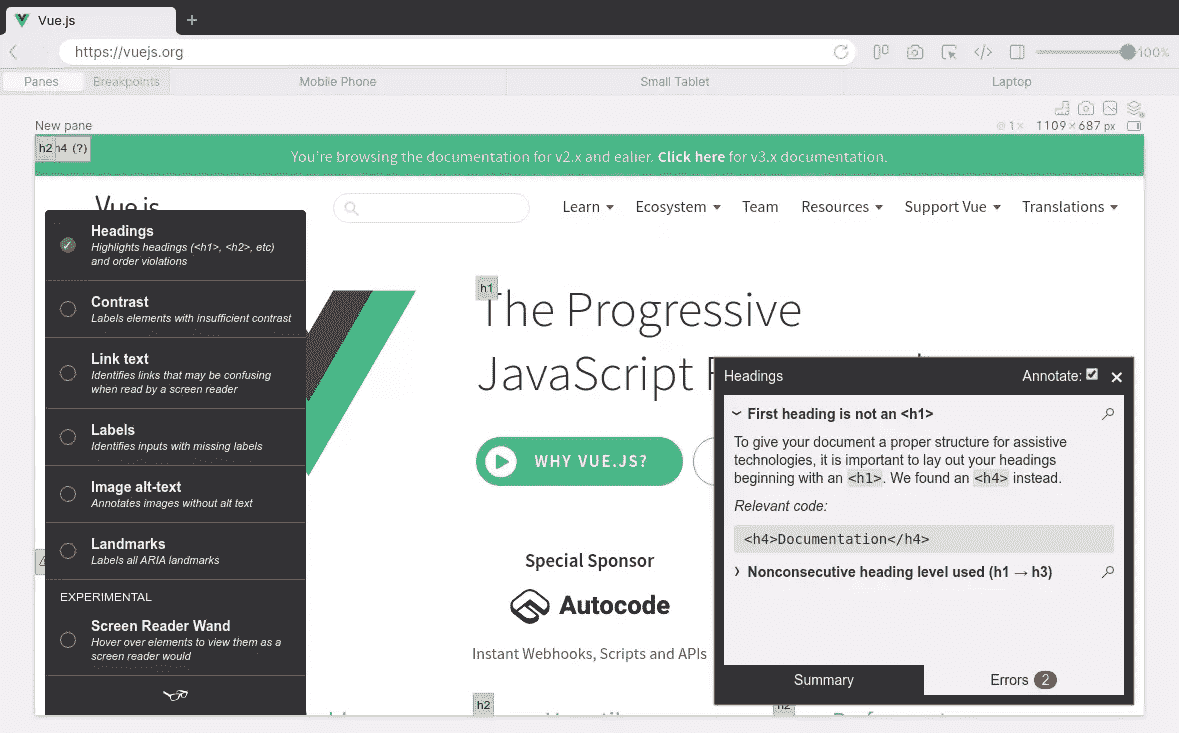 Vue.js
https://vuejs.org
100%
Panes
Breakpoints
Mobile Phone
Small Tablet
Laptop
New pane
1×
1109×687 px
h2
h4 (?)
You're browsing the documentation for v2.x and ealier. Click here for v3.x documentation.
Vue.js
Learn
Ecosystem
Team
Resources
Support Vue
Translations
Headings
Highlights headings (<h1>, <h2>, etc)
and order violations
Contrast
Labels elements with insufficient contrast
Link text
Identifies links that may be confusing
when read by a screen reader
Labels
Identifies inputs with missing labels
Image alt-text
Annotates images without alt text
Landmarks
Labels all ARIA landmarks
EXPERIMENTAL
Screen Reader Wand
Hover over elements to view them as a
screen reader would
h1
The Progressive
JavaScript
WHY VUE.JS?
Special Sponsor
Autocode
Instant Webhooks, Scripts and APIs
h2
h2
Headings
Annotate:
First heading is not an <h1>
To give your document a proper structure for assistive
technologies, it is important to lay out your headings
beginning with an <h1>. We found an <h4> instead.
Relevant code:
<h4>Documentation</h4>
Nonconsecutive heading level used (h1 → h3)
Summary
Errors 2